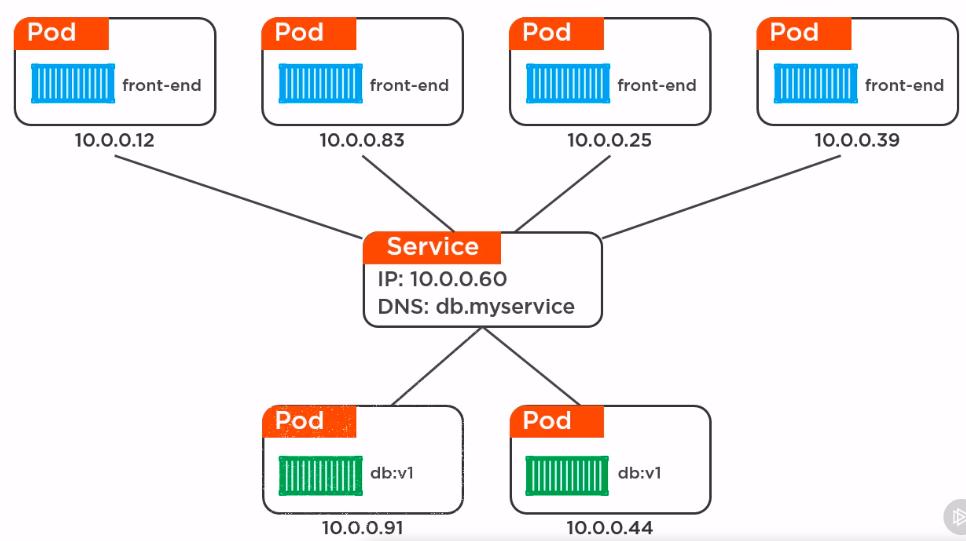 Pod
Pod
Pod
Pod
front-end
front-end
front-end
front-end
10.0.0.12
10.0.0.83
10.0.0.25
10.0.0.39
Service
IP: 10.0.0.60
DNS: db.myservice
Pod
Pod
db:v1
db:v1
10.0.0.91
10.0.0.44